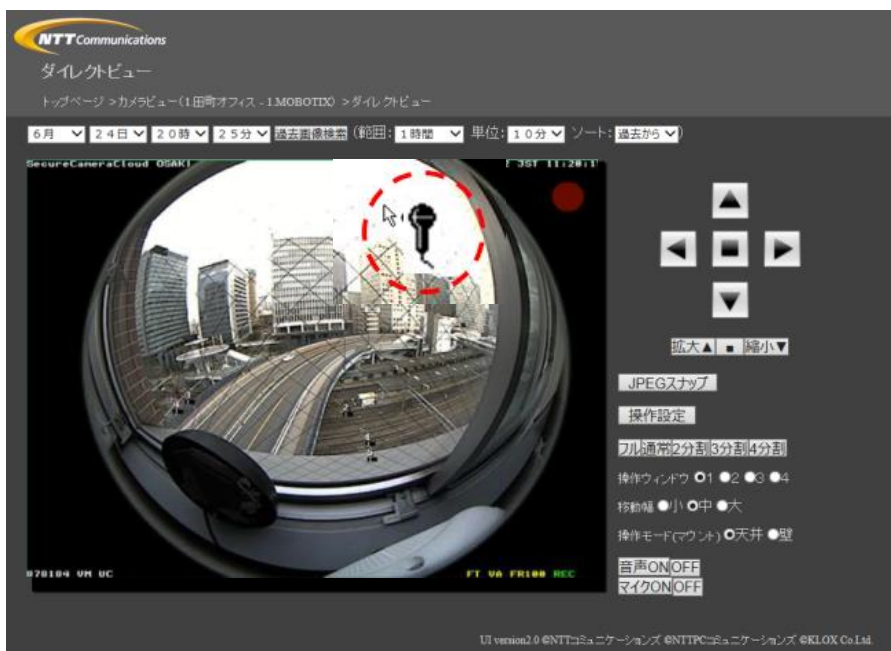 NTT Communications
ダイレクトビュー
トップページ >カメラビュー(1.田町オフィス - 1.MOBOTIX) >ダイレクトビュー
6月 24日 20時 25分 過去画像検索 (範囲: 1時間 単位: 10分 ソート: 過去から)
SecureCameraCloud OSAKI
JST 11:20:1
拡大▲ ■ 縮小▼
JPEGスナップ
操作設定
フル 通常 2分割 3分割 4分割
操作ウィンドウ 1 2 3 4
移動幅 小 中 大
操作モード(マウント) 天井 壁
音声ON OFF
マイクON OFF
VM UC
FT VA FR100 REC
UI version2.0 ©NTTコミュニケーションズ ©NTTPCコミュニケーションズ ©KLOX Co.Ltd.